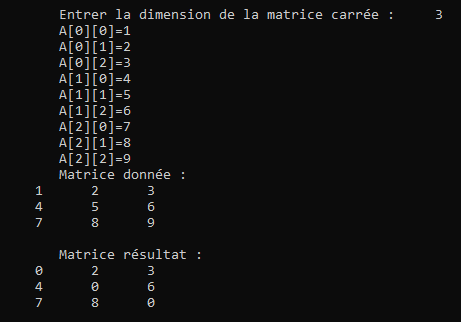 Entrer la dimension de la matrice carrée : 3
A[0][0]=1
A[0][1]=2
A[0][2]=3
A[1][0]=4
A[1][1]=5
A[1][2]=6
A[2][0]=7
A[2][1]=8
A[2][2]=9
Matrice donnée :
1 2 3
4 5 6
7 8 9
Matrice résultat :
0 2 3
4 0 6
7 8 0